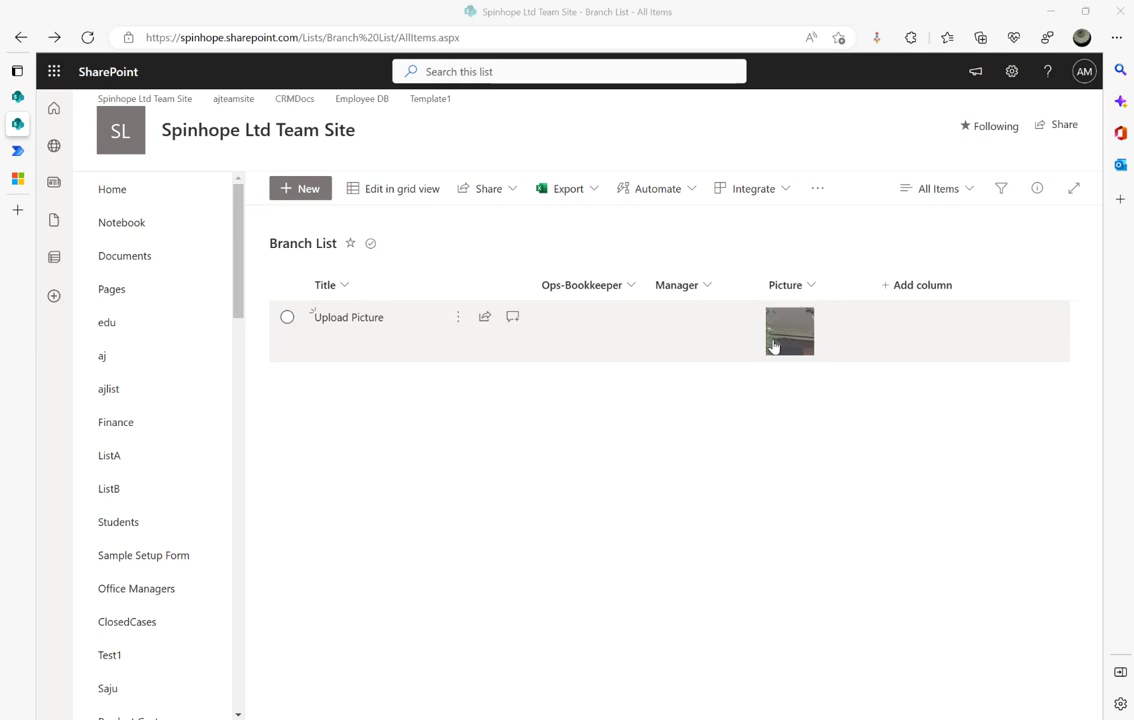 Spinhope Ltd Team Site - Branch List - All Items
https://spinhope.sharepoint.com/Lists/Branch%20List/AllItems.aspx
SharePoint
Search this list
AM
Spinhope Ltd Team Site ajteamsite CRMDocs Employee DB Template1
SL
Spinhope Ltd Team Site
Following Share
+ New Edit in grid view Share Export Automate Integrate ... All Items
Home
Notebook
Documents
Pages
edu
aj
ajlist
Finance
ListA
ListB
Students
Sample Setup Form
Office Managers
ClosedCases
Test1
Saju
Branch List
Title Ops-Bookkeeper Manager Picture + Add column
Upload Picture